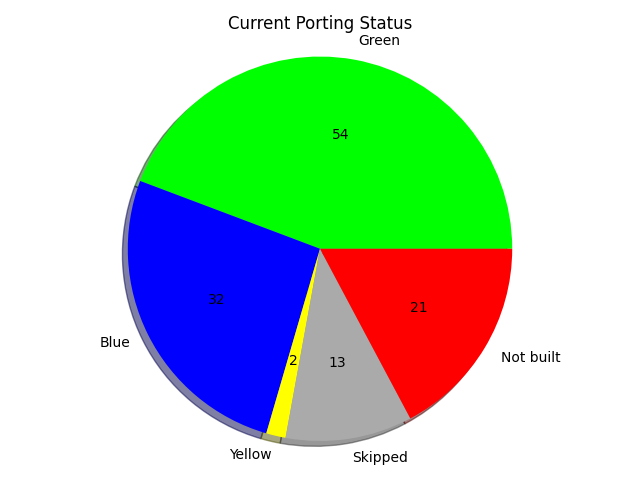 Current Porting Status
Green
54
32
21
2
13
Blue
Not built
Yellow
Skipped